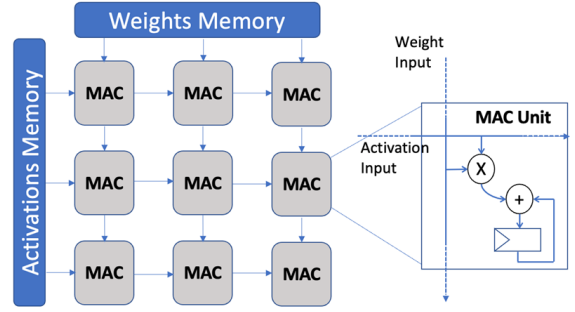 Weights Memory
Activations Memory
MAC
MAC
MAC
MAC
MAC
MAC
MAC
MAC
MAC
Weight
Input
MAC Unit
Activation
Input
X
+